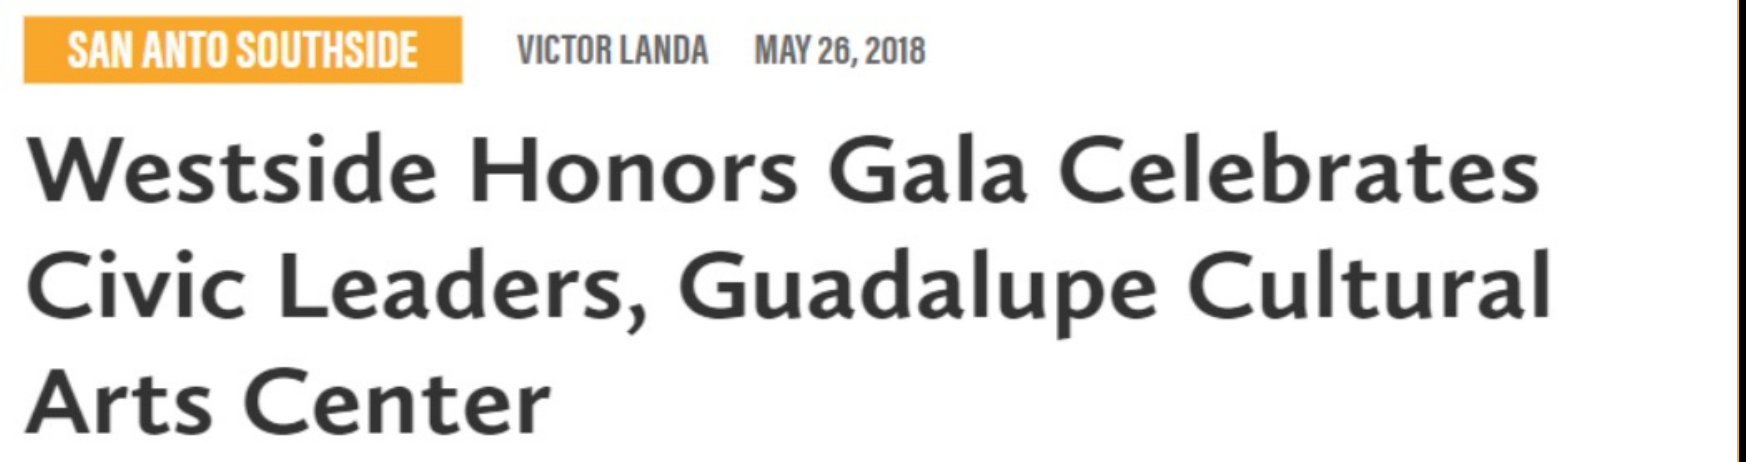 SAN ANTO SOUTHSIDE VICTOR LANDA MAY 26, 2018
Westside Honors Gala Celebrates
Civic Leaders, Guadalupe Cultural
Arts Center